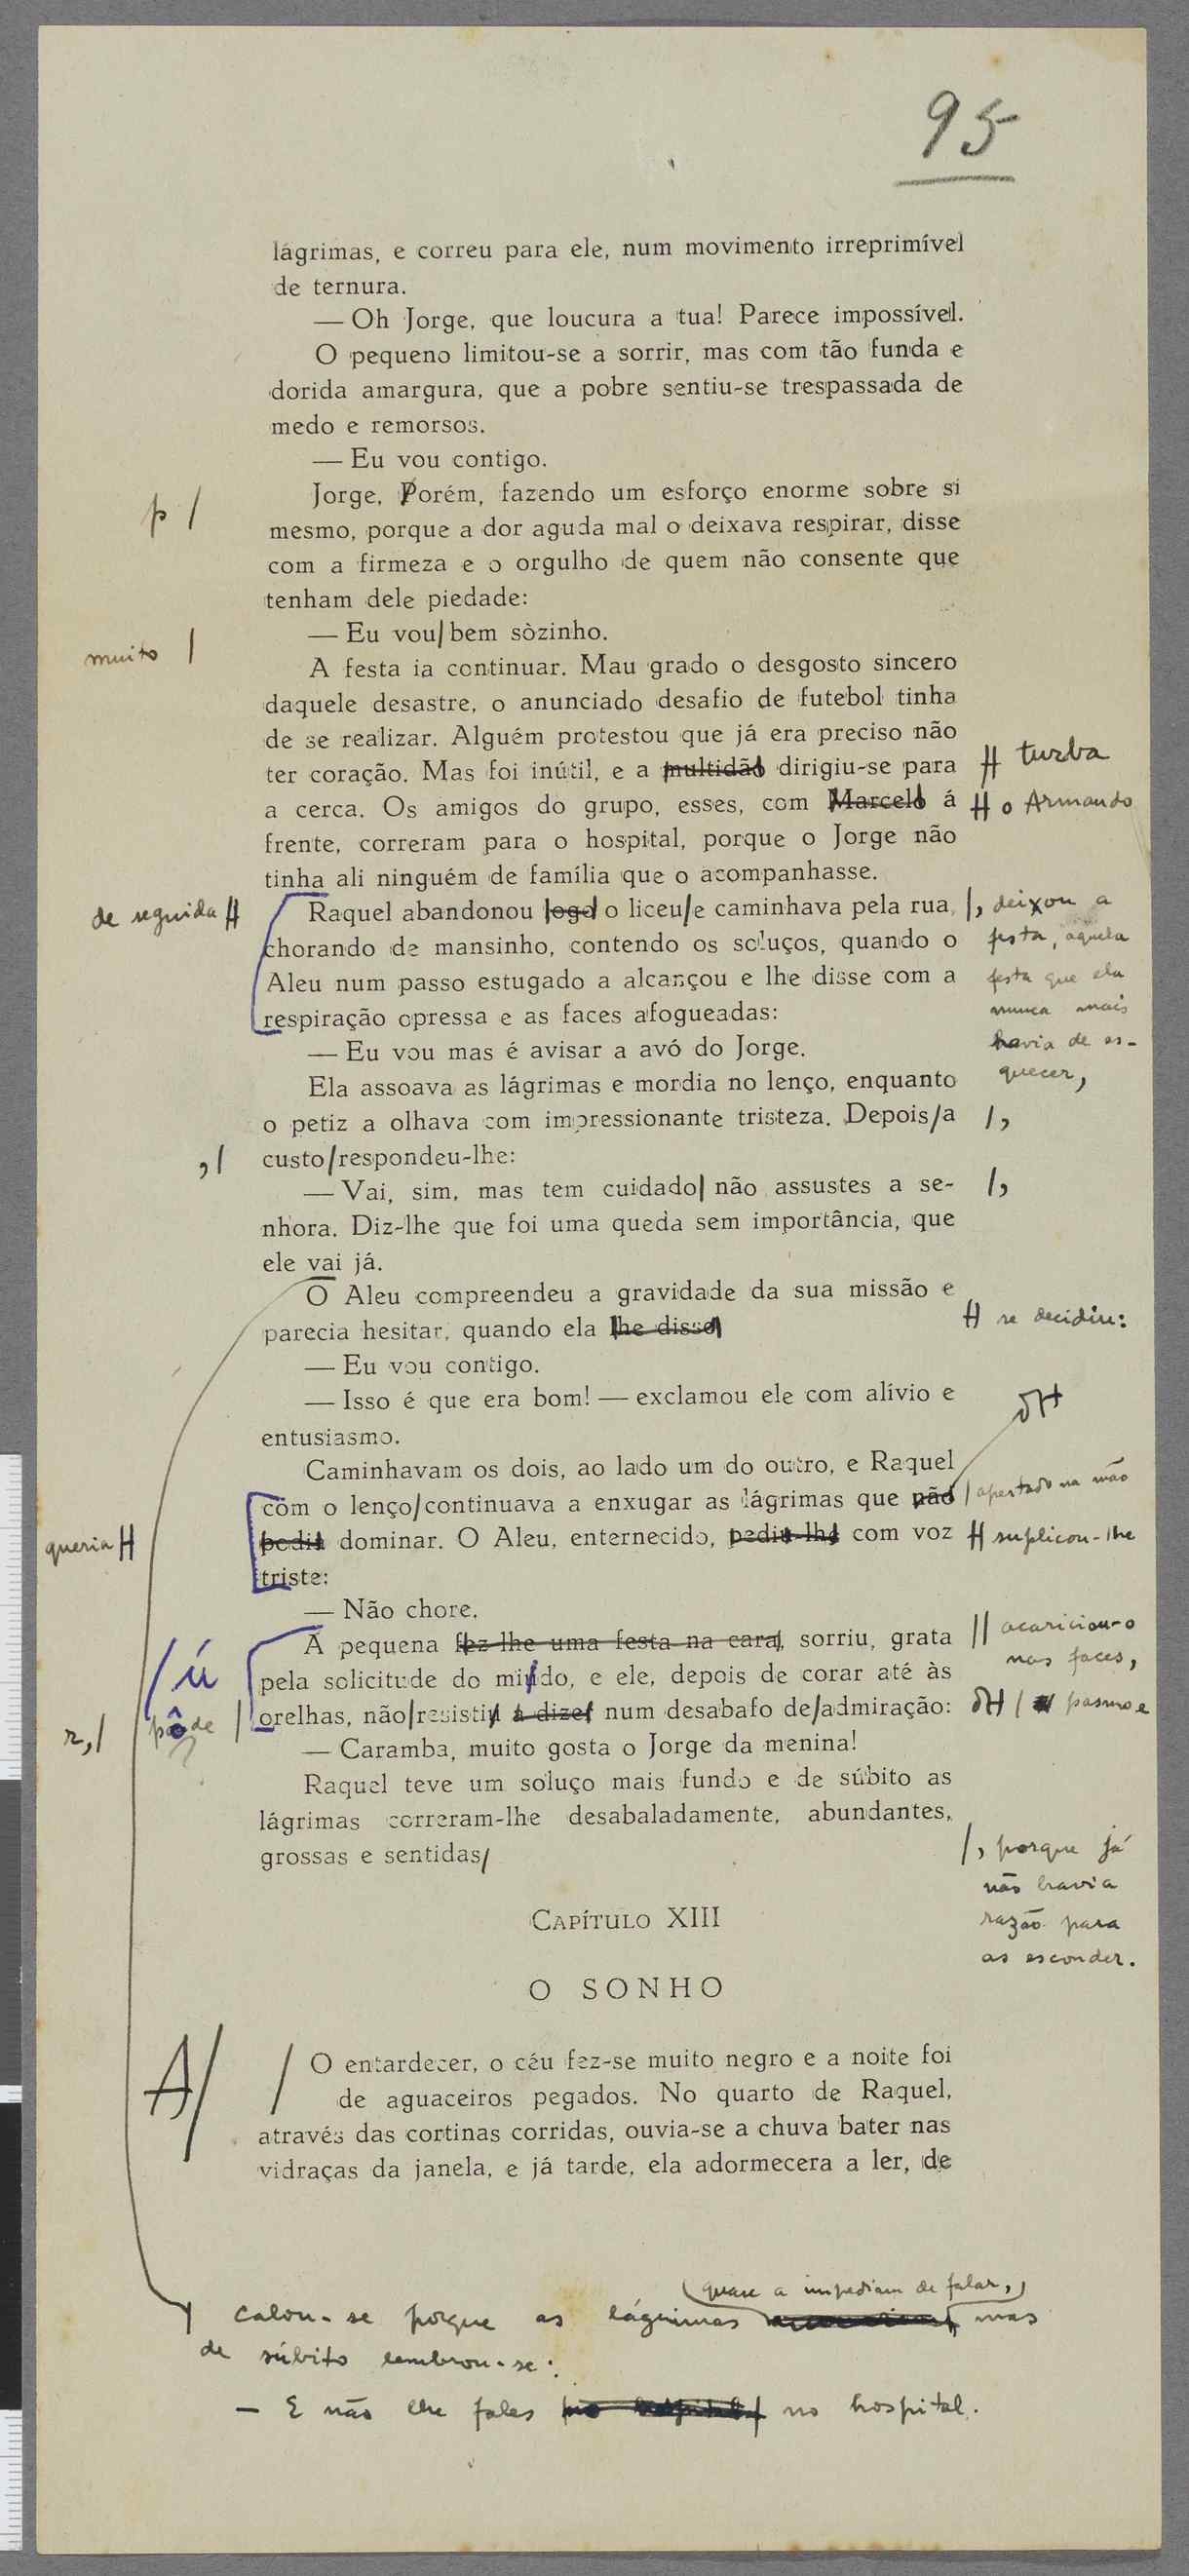 95
lágrimas, e correu para ele, num movimento irreprimível
de ternura.
— Oh Jorge, que loucura a tua! Parece impossível.
O pequeno limitou-se a sorrir, mas com tão funda e
dorida amargura, que a pobre sentiu-se trespassada de
medo e remorsos.
— Eu vou contigo.
Jorge, Porém, fazendo um esforço enorme sobre si
p /
mesmo, porque a dor aguda mal o deixava respirar, disse
com a firmeza e o orgulho de quem não consente que
tenham dele piedade:
— Eu vou/bem sòzinho.
muito /
A festa ia continuar. Mau grado o desgosto sincero
daquele desastre, o anunciado desafio de futebol tinha
de se realizar. Alguém protestou que já era preciso não
ter coração. Mas foi inútil, e a multidão dirigiu-se para
H turba
a cerca. Os amigos do grupo, esses, com Marcelo á
H o Armando
frente, correram para o hospital, porque o Jorge não
tinha ali ninguém de família que o acompanhasse.
de seguida H
Raquel abandonou logo o liceu/e caminhava pela rua,
/, deixou a
chorando de mansinho, contendo os soluços, quando o
festa, aquela
Aleu num passo estugado a alcançou e lhe disse com a
festa que ela
respiração opressa e as faces afogueadas:
nunca mais
— Eu vou mas é avisar a avó do Jorge.
havia de es-
Ela assoava as lágrimas e mordia no lenço, enquanto
quecer,
o petiz a olhava com impressionante tristeza. Depois/a
/,
custo/respondeu-lhe:
,/
— Vai, sim, mas tem cuidado/ não assustes a se-
/,
nhora. Diz-lhe que foi uma queda sem importância, que
ele vai já.
O Aleu compreendeu a gravidade da sua missão e
parecia hesitar, quando ela lhe disse:
H se decidiu:
— Eu vou contigo.
— Isso é que era bom! — exclamou ele com alívio e
entusiasmo.
Caminhavam os dois, ao lado um do outro, e Raquel
com o lenço/continuava a enxugar as lágrimas que não
/ apertado na mão
podia dominar. O Aleu, enternecido, pediu-lhe com voz
queria H
H suplicou-lhe
triste:
— Não chore.
A pequena fez-lhe uma festa na cara, sorriu, grata
// acariciou-o
nas faces,
pela solicitude do mindo, e ele, depois de corar até às
/ ú
orelhas, não/resistiu a dizer num desabafo de/admiração:
r,/ pôde /
/ pasmo e
— Caramba, muito gosta o Jorge da menina!
Raquel teve um soluço mais fundo e de súbito as
lágrimas correram-lhe desabaladamente, abundantes,
grossas e sentidas/
/, porque já
não havia
razão para
as esconder.
CAPÍTULO XIII
O SONHO
A/
/ O entardecer, o céu fez-se muito negro e a noite foi
de aguaceiros pegados. No quarto de Raquel,
através das cortinas corridas, ouvia-se a chuva bater nas
vidraças da janela, e já tarde, ela adormecera a ler, de
quase a impediam de falar,
Calou-se porque as lágrimas mas
de súbito lembrou-se:
— E não lhe fales no hospital no hospital.